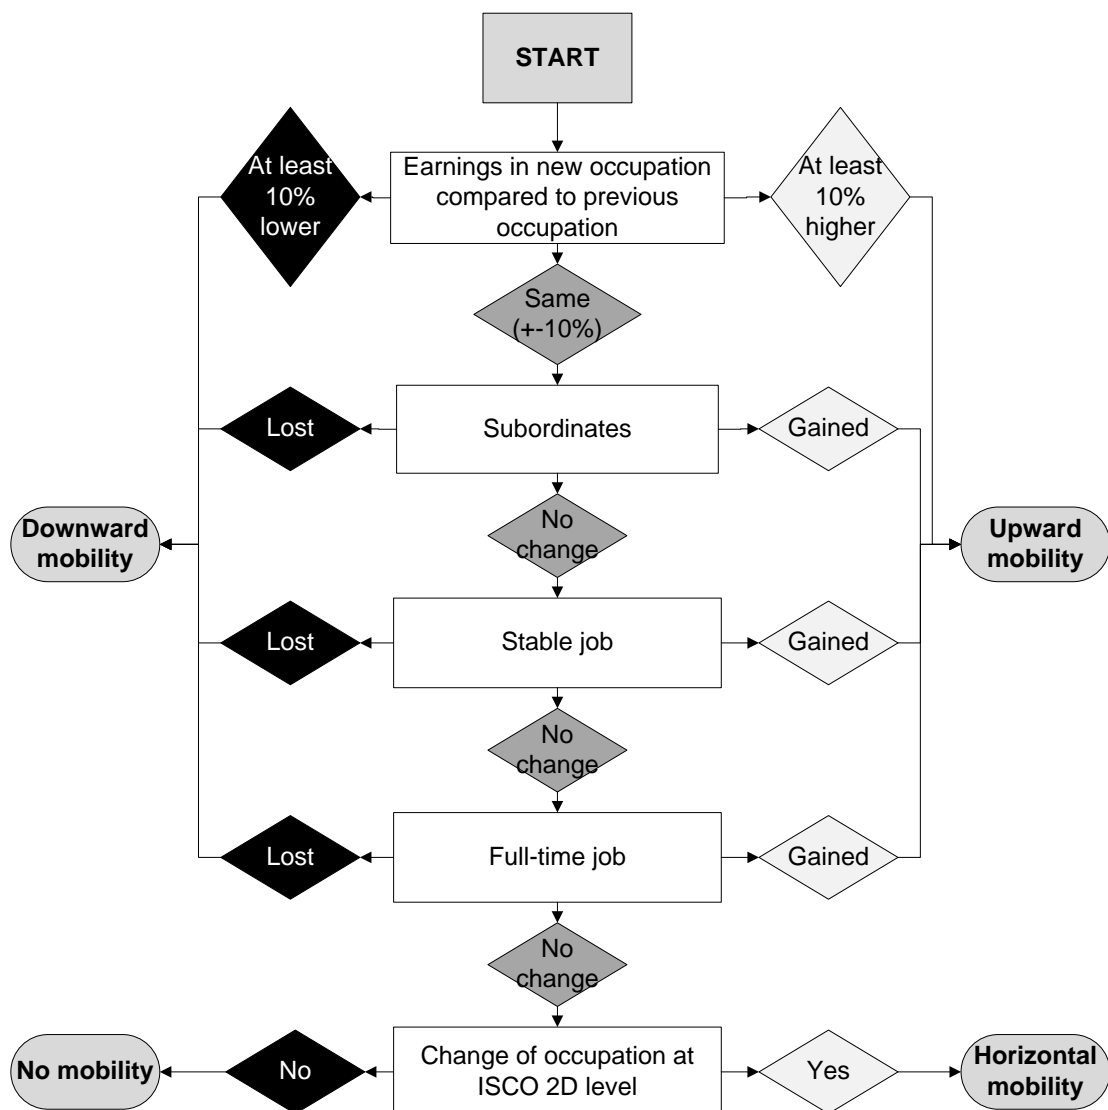 START
At least
10%
lower
Earnings in new occupation
compared to previous
occupation
At least
10%
higher
Same
(+-10%)
Lost
Subordinates
Gained
No
change
Downward
mobility
Upward
mobility
Lost
Stable job
Gained
No
change
Lost
Full-time job
Gained
No
change
No mobility
No
Change of occupation at
ISCO 2D level
Yes
Horizontal
mobility